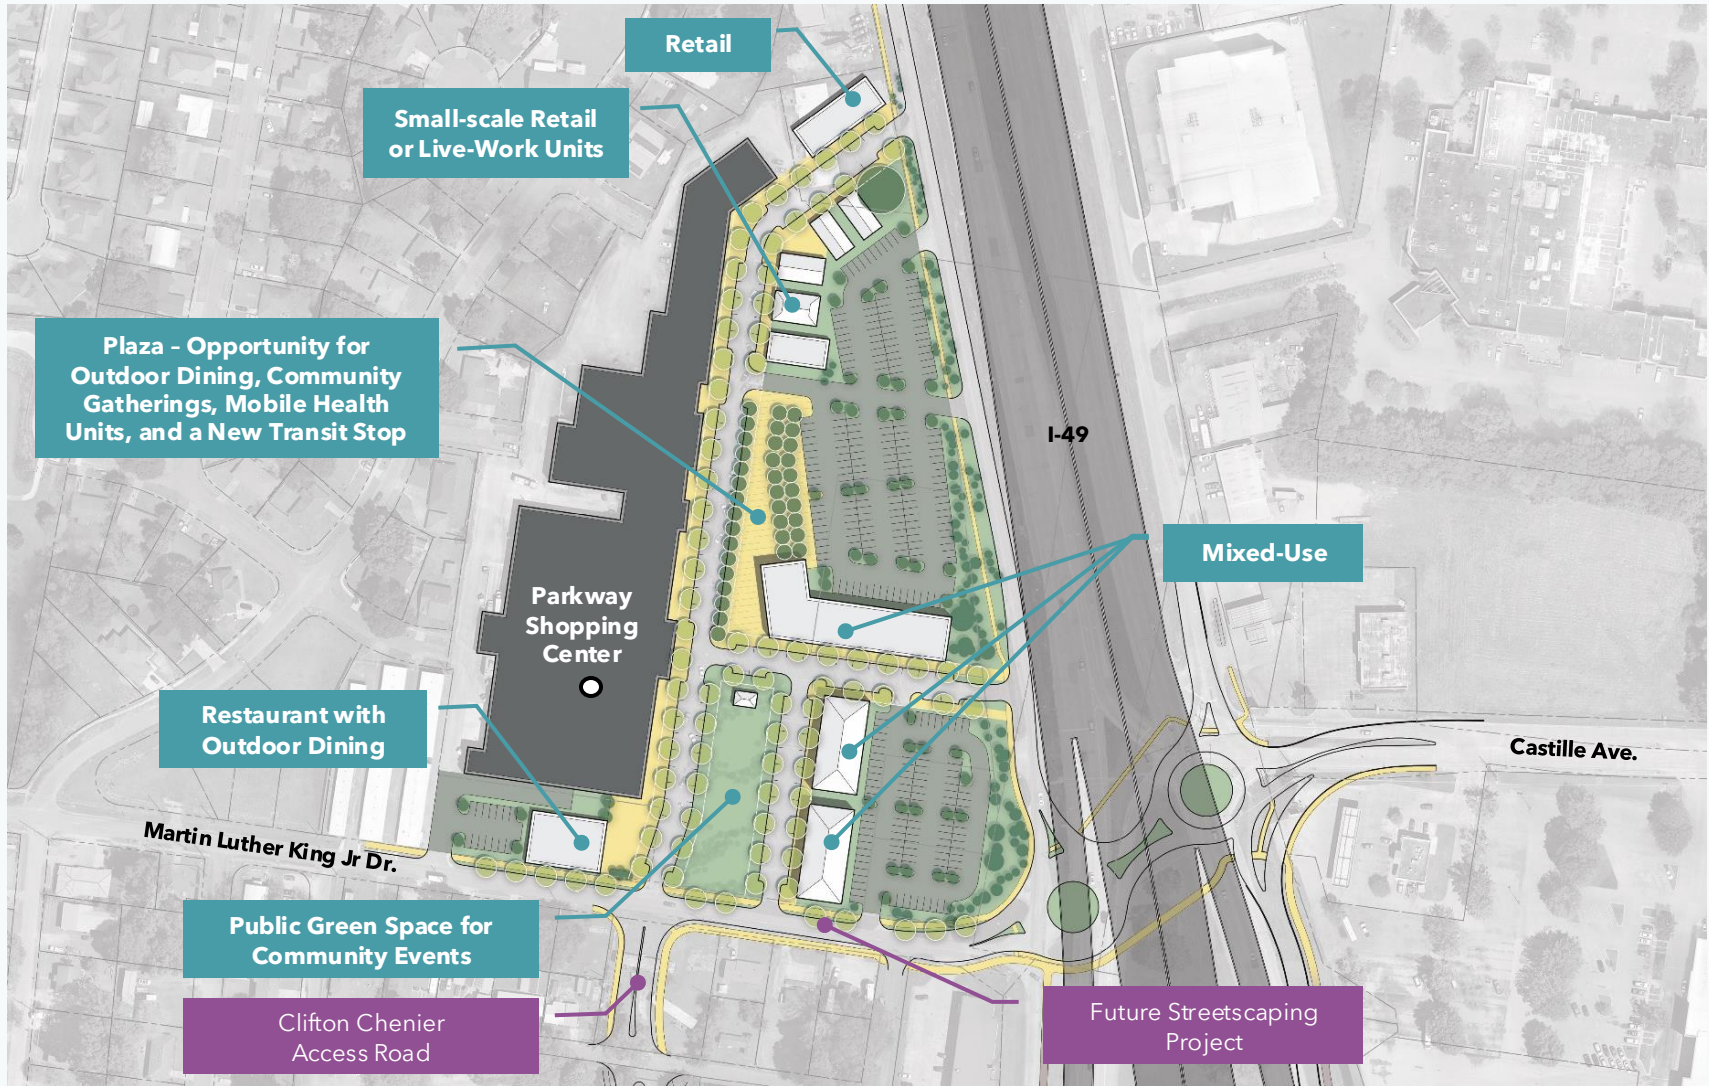 Retail
Small-scale Retail
or Live-Work Units
Plaza – Opportunity for
Outdoor Dining, Community
Gatherings, Mobile Health
Units, and a New Transit Stop
I-49
Mixed-Use
Parkway
Shopping
Center
Restaurant with
Outdoor Dining
Castille Ave.
Martin Luther King Jr Dr.
Public Green Space for
Community Events
Clifton Chenier
Access Road
Future Streetscaping
Project